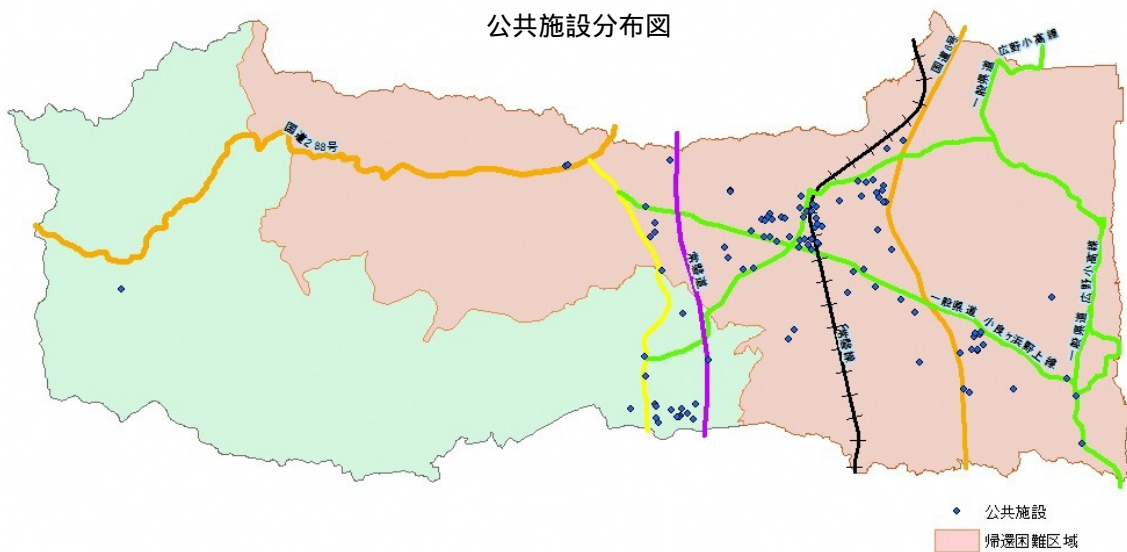 公共施設分布図
国道6号
一般県道 広野小高線
国道288号
常磐道
常磐線
一般県道 小良ヶ浜野上線
一般県道 広野小高線
公共施設
帰還困難区域